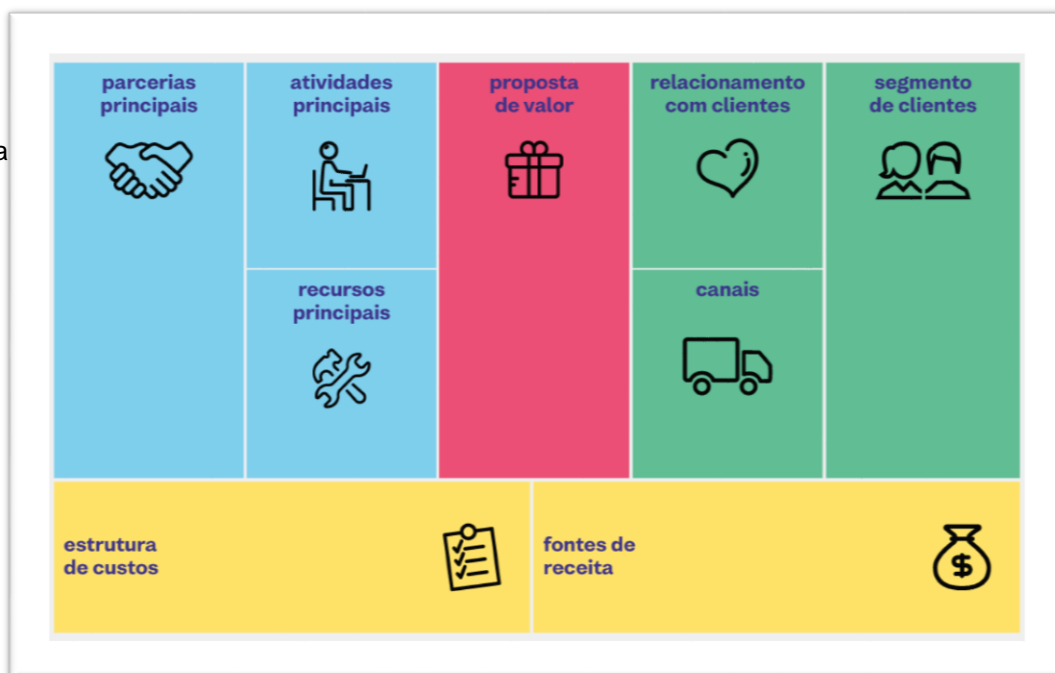 parcerias
principais
atividades
principais
proposta
de valor
relacionamento
com clientes
segmento
de clientes
a
recursos
principais
canais
estrutura
de custos
fontes de
receita
$